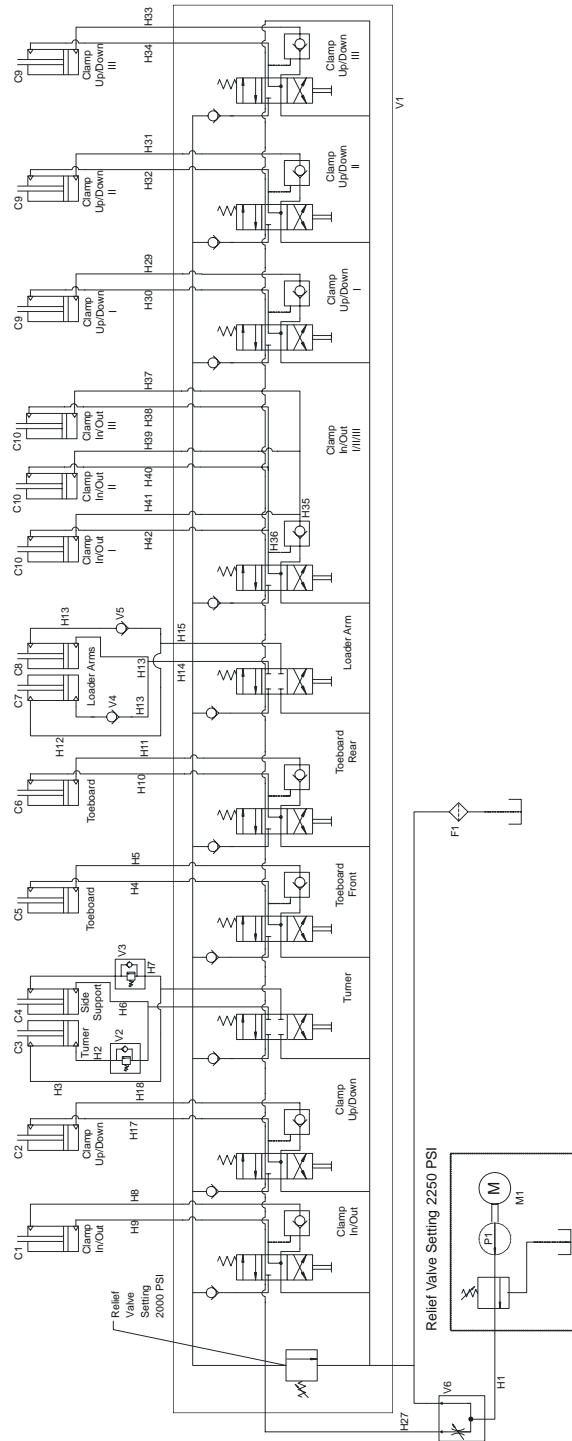 C1
Clamp
In/Out
H8
H9
C2
Clamp
Up/Down
H17
C3
C4
Turner
Side
Support
H3
H2
V2
H18
H6
V3
H7
C5
Toeboard
H5
H4
C6
Toeboard
H10
H11
H12
C7
C8
Loader Arms
V4
H13
H13
H13
V5
H14
H15
C10
Clamp
In/Out
I
C10
Clamp
In/Out
II
C10
Clamp
In/Out
III
H42
H41
H40
H39
H38
H37
H36
H35
C9
Clamp
Up/Down
I
H29
H30
C9
Clamp
Up/Down
II
H31
H32
C9
Clamp
Up/Down
III
H33
H34
Relief
Valve
Setting
2000 PSI
Clamp
In/Out
Clamp
Up/Down
Turner
Toeboard
Front
Toeboard
Rear
Loader Arm
Clamp
In/Out
I/II/III
Clamp
Up/Down
I
Clamp
Up/Down
II
Clamp
Up/Down
III
V1
H27
V6
H1
Relief Valve Setting 2250 PSI
P1
M
M1
F1